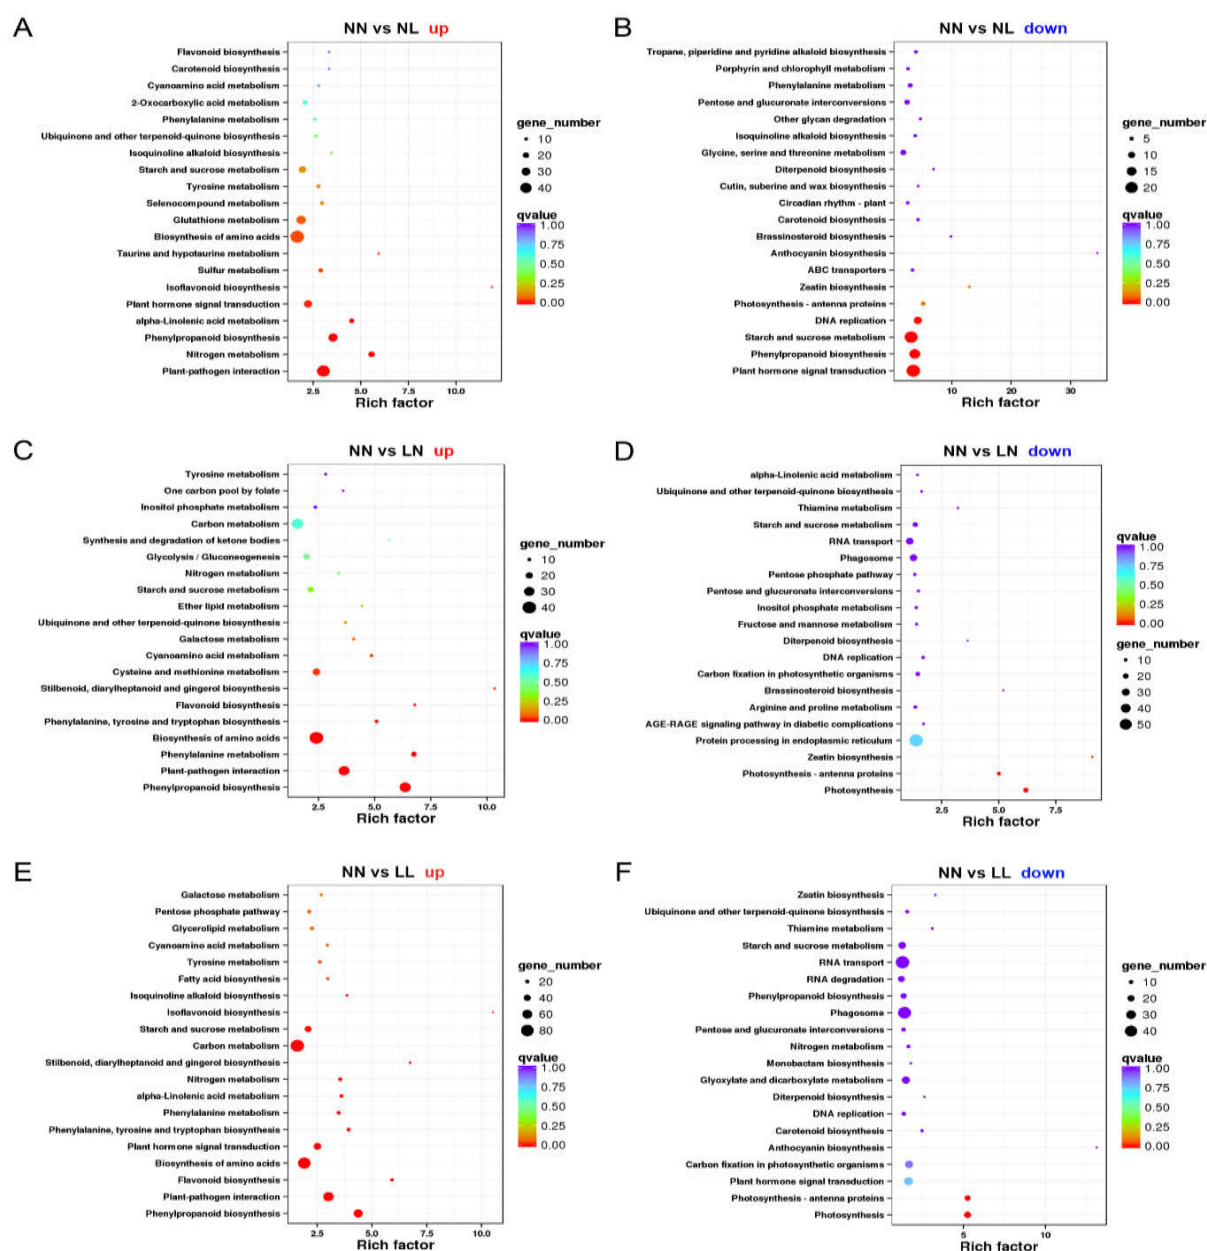 A
NN vs NL up
Flavonoid biosynthesis
Carotenoid biosynthesis
Cyanoamino acid metabolism
2-Oxocarboxylic acid metabolism
Phenylalanine metabolism
Ubiquinone and other terpenoid-quinone biosynthesis
Isoquinoline alkaloid biosynthesis
Starch and sucrose metabolism
Tyrosine metabolism
Selenocompound metabolism
Glutathione metabolism
Biosynthesis of amino acids
Taurine and hypotaurine metabolism
Sulfur metabolism
Isoflavonoid biosynthesis
Plant hormone signal transduction
alpha-Linolenic acid metabolism
Phenylpropanoid biosynthesis
Nitrogen metabolism
Plant-pathogen interaction
2.5 5.0 7.5 10.0
Rich factor
gene_number
10
20
30
40
qvalue
1.00
0.75
0.50
0.25
0.00
B
NN vs NL down
Tropane, piperidine and pyridine alkaloid biosynthesis
Porphyrin and chlorophyll metabolism
Phenylalanine metabolism
Pentose and glucuronate interconversions
Other glycan degradation
Isoquinoline alkaloid biosynthesis
Glycine, serine and threonine metabolism
Diterpenoid biosynthesis
Cutin, suberine and wax biosynthesis
Circadian rhythm - plant
Carotenoid biosynthesis
Brassinosteroid biosynthesis
Anthocyanin biosynthesis
ABC transporters
Zeatin biosynthesis
Photosynthesis - antenna proteins
DNA replication
Starch and sucrose metabolism
Phenylpropanoid biosynthesis
Plant hormone signal transduction
10 20 30
Rich factor
gene_number
5
10
15
20
qvalue
1.00
0.75
0.50
0.25
0.00
C
NN vs LN up
Tyrosine metabolism
One carbon pool by folate
Inositol phosphate metabolism
Carbon metabolism
Synthesis and degradation of ketone bodies
Glycolysis / Gluconeogenesis
Nitrogen metabolism
Starch and sucrose metabolism
Ether lipid metabolism
Ubiquinone and other terpenoid-quinone biosynthesis
Galactose metabolism
Cyanoamino acid metabolism
Cysteine and methionine metabolism
Stilbenoid, diarylheptanoid and gingerol biosynthesis
Flavonoid biosynthesis
Phenylalanine, tyrosine and tryptophan biosynthesis
Biosynthesis of amino acids
Phenylalanine metabolism
Plant-pathogen interaction
Phenylpropanoid biosynthesis
2.5 5.0 7.5 10.0
Rich factor
gene_number
10
20
30
40
qvalue
1.00
0.75
0.50
0.25
0.00
D
NN vs LN down
alpha-Linolenic acid metabolism
Ubiquinone and other terpenoid-quinone biosynthesis
Thiamine metabolism
Starch and sucrose metabolism
RNA transport
Phagosome
Pentose phosphate pathway
Pentose and glucuronate interconversions
Inositol phosphate metabolism
Fructose and mannose metabolism
Diterpenoid biosynthesis
DNA replication
Carbon fixation in photosynthetic organisms
Brassinosteroid biosynthesis
Arginine and proline metabolism
AGE-RAGE signaling pathway in diabetic complications
Protein processing in endoplasmic reticulum
Zeatin biosynthesis
Photosynthesis - antenna proteins
Photosynthesis
2.5 5.0 7.5
Rich factor
qvalue
1.00
0.75
0.50
0.25
0.00
gene_number
10
20
30
40
50
E
NN vs LL up
Galactose metabolism
Pentose phosphate pathway
Glycerolipid metabolism
Cyanoamino acid metabolism
Tyrosine metabolism
Fatty acid biosynthesis
Isoquinoline alkaloid biosynthesis
Isoflavonoid biosynthesis
Starch and sucrose metabolism
Carbon metabolism
Stilbenoid, diarylheptanoid and gingerol biosynthesis
Nitrogen metabolism
alpha-Linolenic acid metabolism
Phenylalanine metabolism
Phenylalanine, tyrosine and tryptophan biosynthesis
Plant hormone signal transduction
Biosynthesis of amino acids
Flavonoid biosynthesis
Plant-pathogen interaction
Phenylpropanoid biosynthesis
2.5 5.0 7.5 10.0
Rich factor
gene_number
20
40
60
80
qvalue
1.00
0.75
0.50
0.25
0.00
F
NN vs LL down
Zeatin biosynthesis
Ubiquinone and other terpenoid-quinone biosynthesis
Thiamine metabolism
Starch and sucrose metabolism
RNA transport
RNA degradation
Phenylpropanoid biosynthesis
Phagosome
Pentose and glucuronate interconversions
Nitrogen metabolism
Monobactam biosynthesis
Glyoxylate and dicarboxylate metabolism
Diterpenoid biosynthesis
DNA replication
Carotenoid biosynthesis
Anthocyanin biosynthesis
Carbon fixation in photosynthetic organisms
Plant hormone signal transduction
Photosynthesis - antenna proteins
Photosynthesis
5 10
Rich factor
gene_number
10
20
30
40
qvalue
1.00
0.75
0.50
0.25
0.00